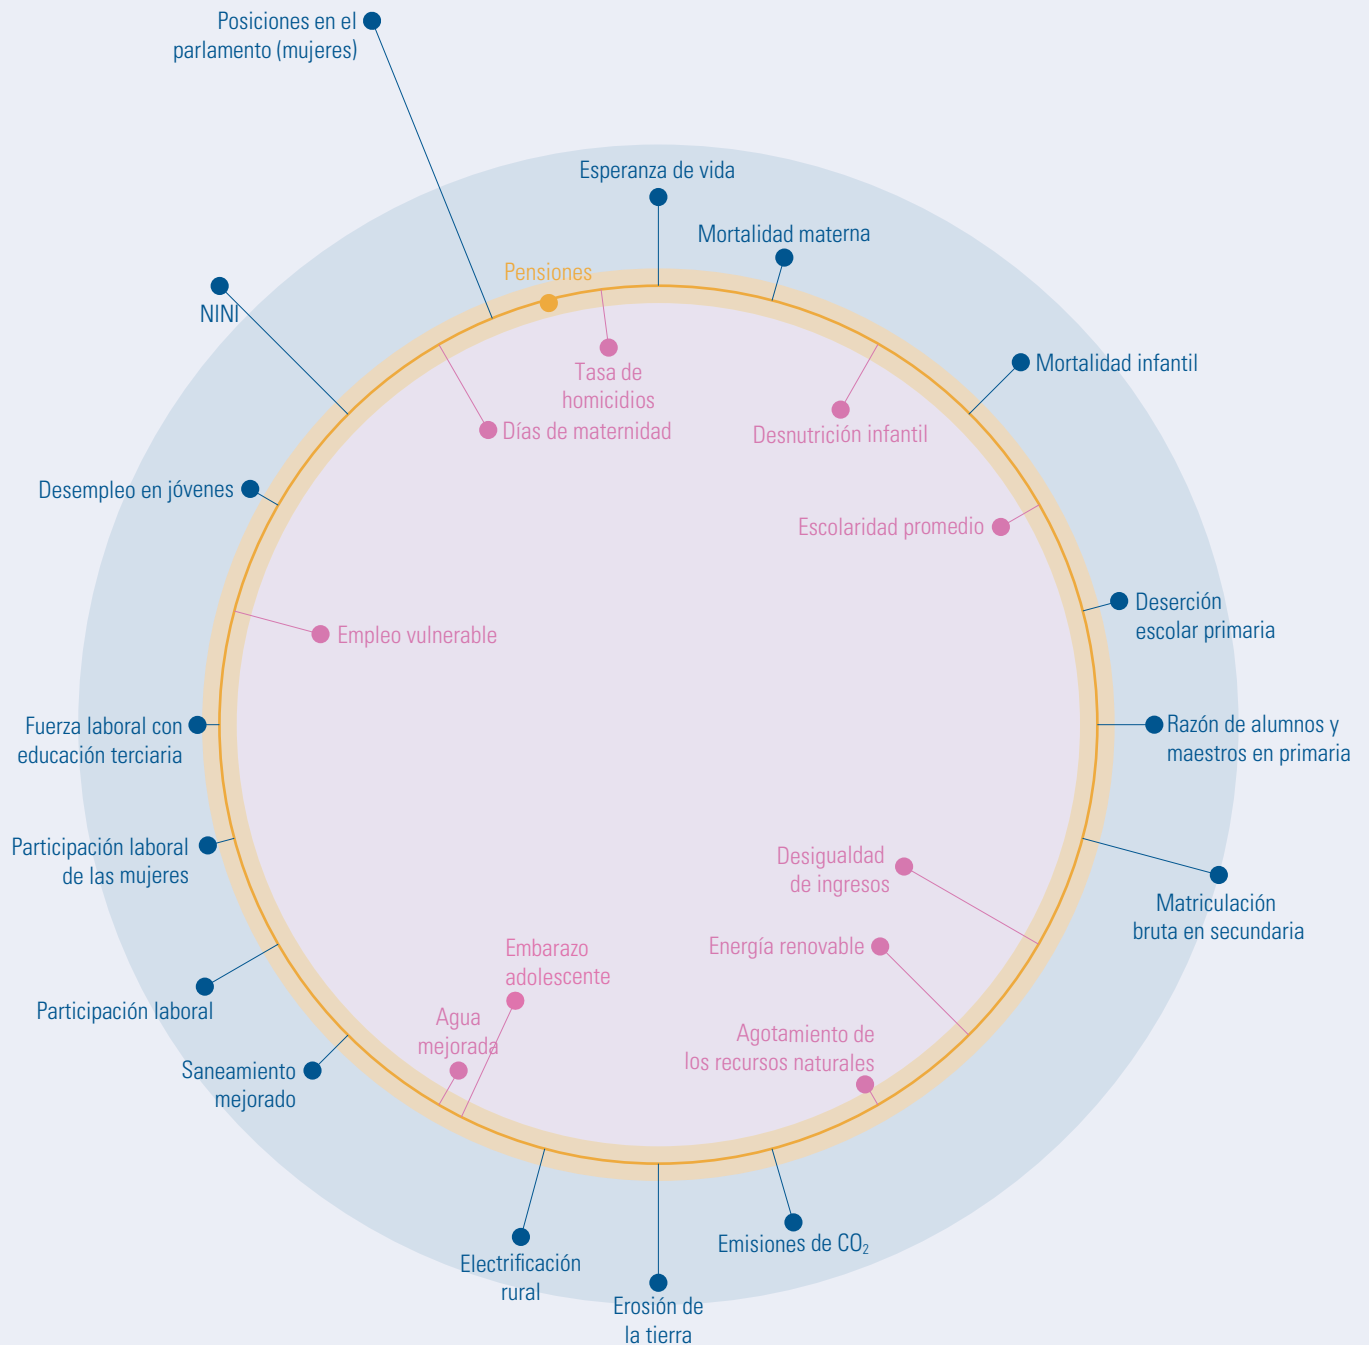 Posiciones en el
parlamento (mujeres)
Esperanza de vida
Mortalidad materna
Pensiones
NINI
Tasa de
homicidios
Mortalidad infantil
Días de maternidad
Desnutrición infantil
Desempleo en jóvenes
Escolaridad promedio
Deserción
escolar primaria
Empleo vulnerable
Fuerza laboral con
educación terciaria
Razón de alumnos y
maestros en primaria
Participación laboral
de las mujeres
Desigualdad
de ingresos
Matriculación
bruta en secundaria
Embarazo
adolescente
Energía renovable
Participación laboral
Agua
mejorada
Agotamiento de
los recursos naturales
Saneamiento
mejorado
Emisiones de CO₂
Electrificación
rural
Erosión de
la tierra